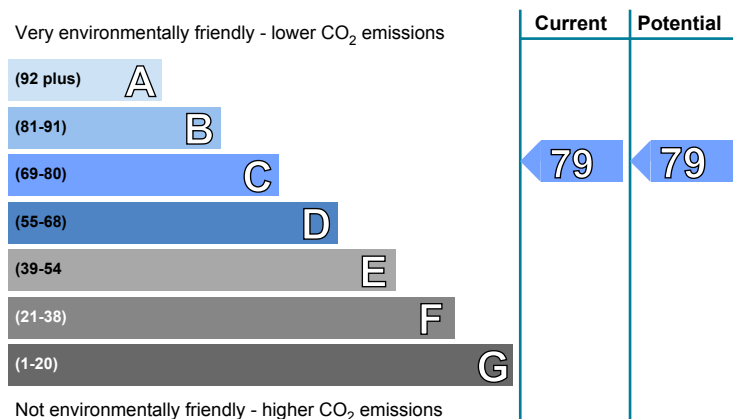 Current Potential
Very environmentally friendly - lower CO₂ emissions
(92 plus) A
(81-91) B
(69-80) C 79 79
(55-68) D
(39-54 E
(21-38) F
(1-20) G
Not environmentally friendly - higher CO₂ emissions